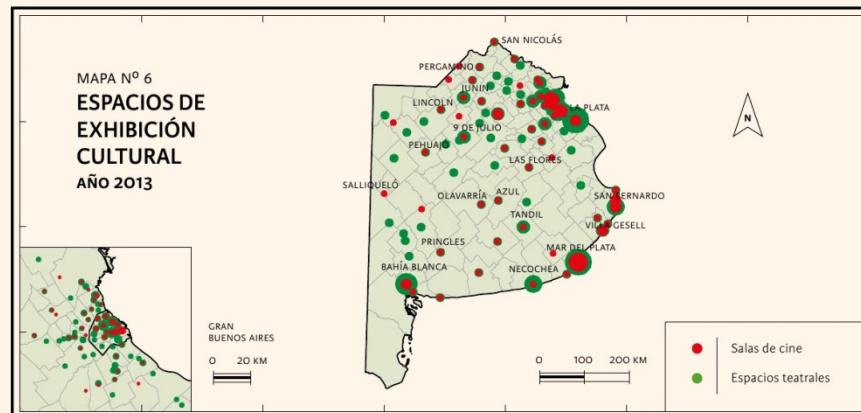 MAPA Nº 6
ESPACIOS DE
EXHIBICIÓN
CULTURAL
AÑO 2013
SAN NICOLÁS
PERGAMINO
JUNÍN
LINCOLN
LA PLATA
9 DE JULIO
PEHUAJÓ
LAS FLORES
SALLIQUELÓ
OLAVARRÍA
AZUL
SAN BERNARDO
TANDIL
VILLA GESELL
PRINGLES
MAR DEL PLATA
BAHÍA BLANCA
NECOCHEA
N
GRAN
BUENOS AIRES
0 20 KM
0 100 200 KM
Salas de cine
Espacios teatrales